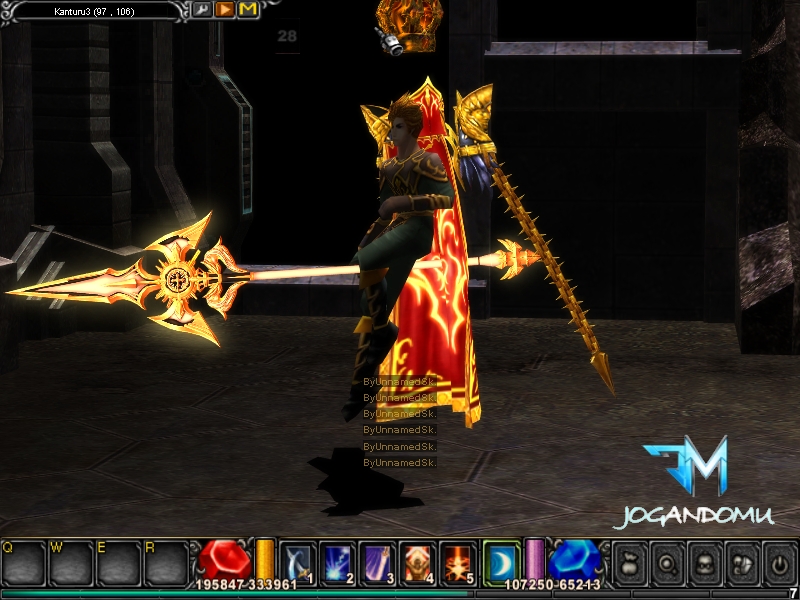 Kanturu3 (97 , 106)
28
ByUnnamedSk.
ByUnnamedSk.
ByUnnamedSk.
ByUnnamedSk.
ByUnnamedSk.
ByUnnamedSk.
JM
JOGANDOMU
Q W E R
1 2 3 4 5
195847 333961 107250 65213
7